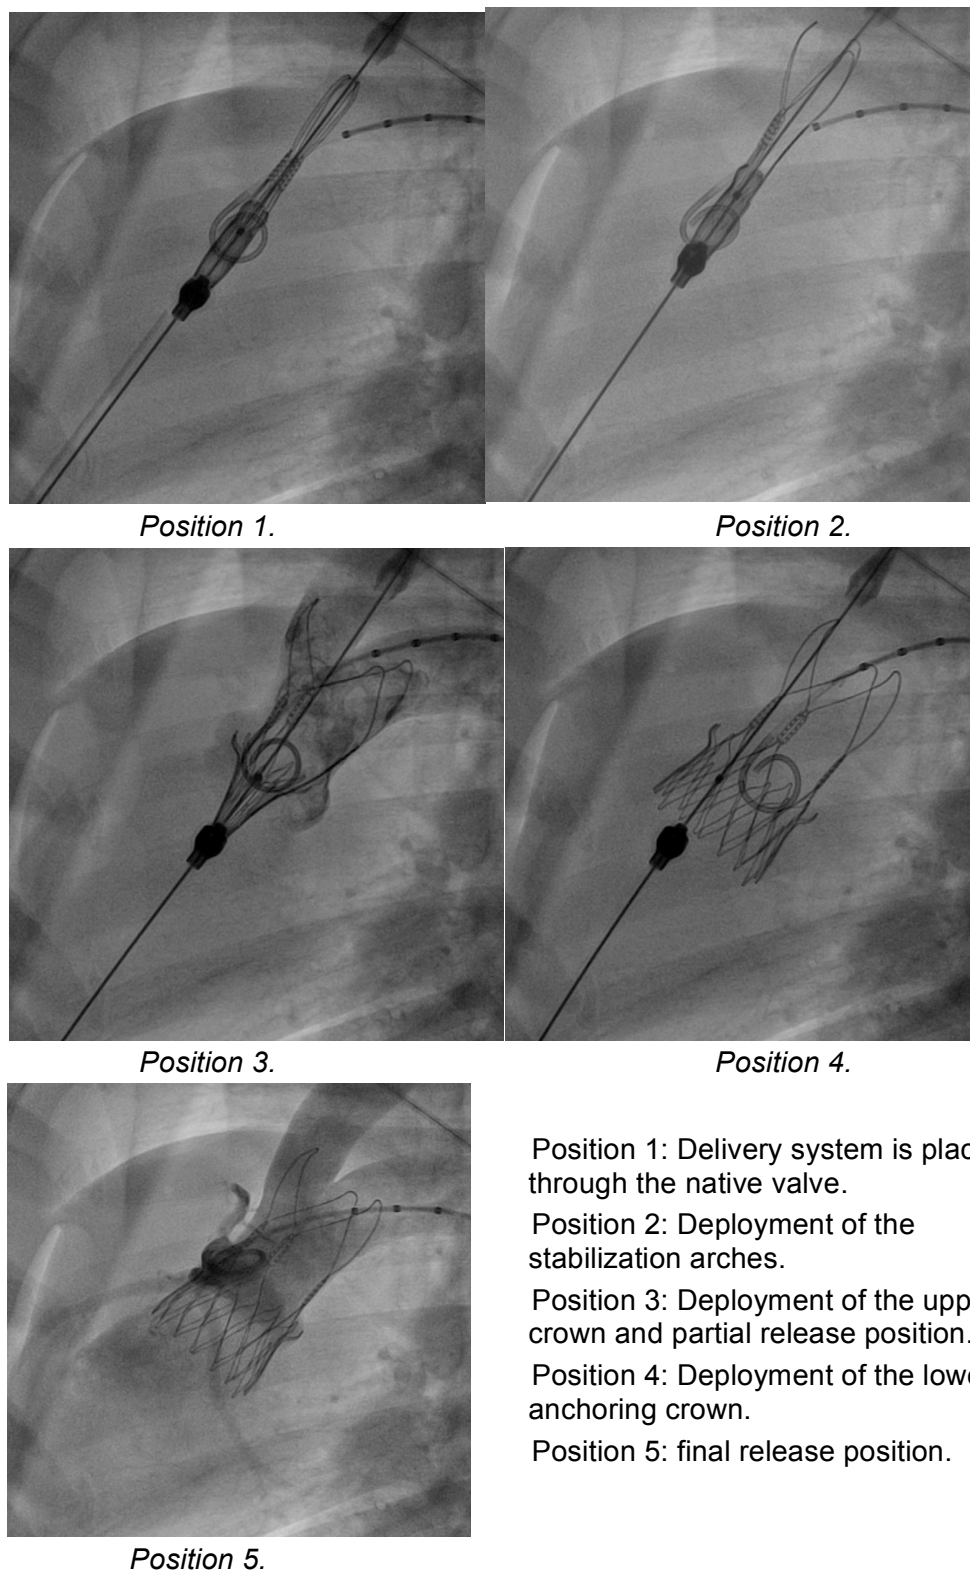 Position 1.
Position 2.
Position 3.
Position 4.
Position 1: Delivery system is plac
through the native valve.
Position 2: Deployment of the
stabilization arches.
Position 3: Deployment of the upp
crown and partial release position.
Position 4: Deployment of the lowe
anchoring crown.
Position 5: final release position.
Position 5.